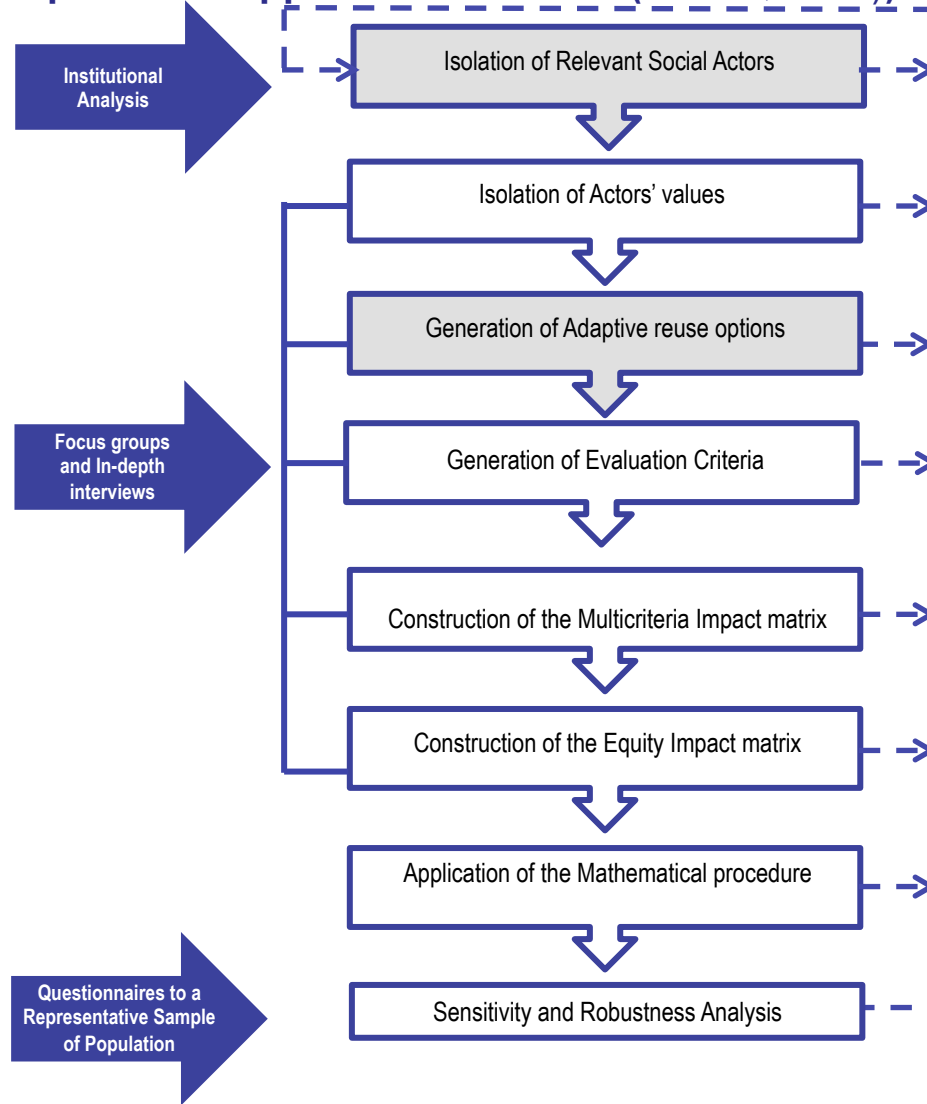 Institutional
Analysis
Isolation of Relevant Social Actors
Isolation of Actors’ values
Generation of Adaptive reuse options
Focus groups
and In-depth
interviews
Generation of Evaluation Criteria
Construction of the Multicriteria Impact matrix
Construction of the Equity Impact matrix
Application of the Mathematical procedure
Questionnaires to a
Representative Sample
of Population
Sensitivity and Robustness Analysis